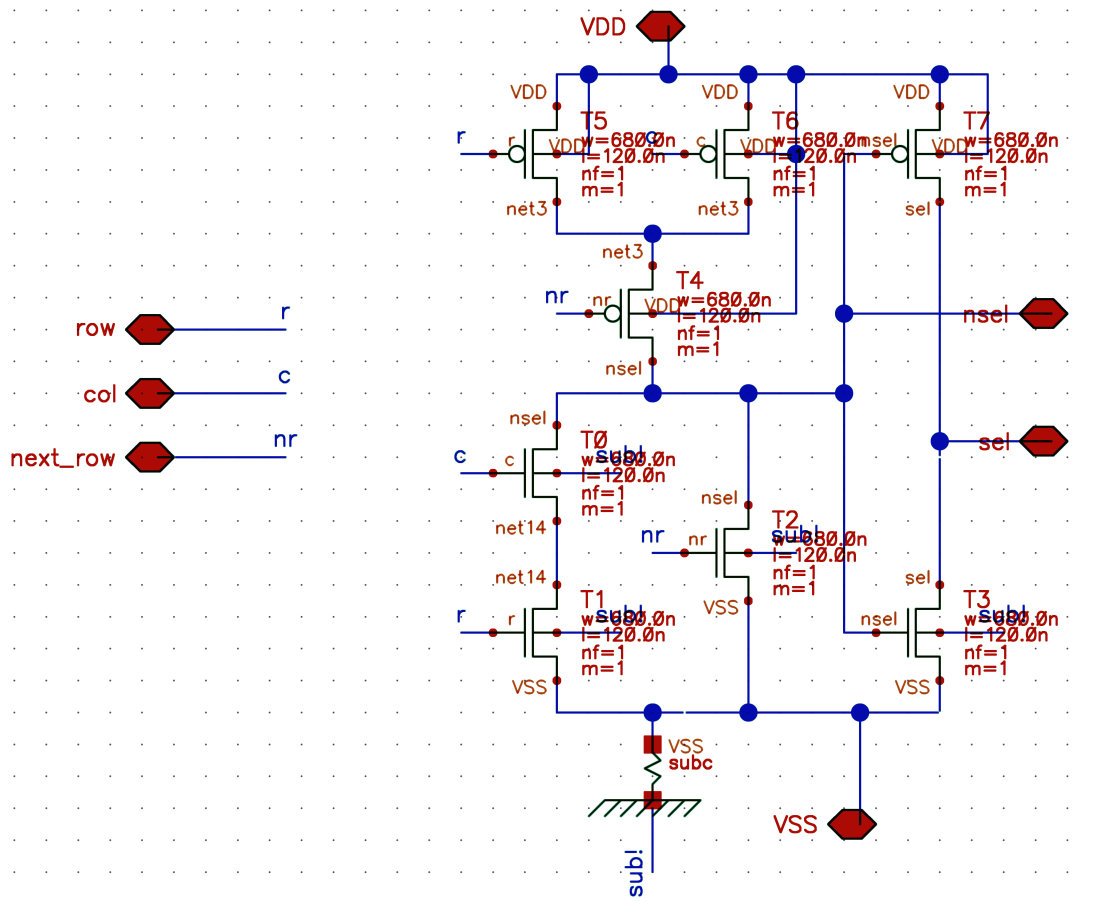 VDD
VDD
VDD
VDD
T5
T6
T7
r
r
VDD
w=680.0n
l=120.0n
nf=1
m=1
c
c
VDD
w=680.0n
l=120.0n
nf=1
m=1
nsel
VDD
w=680.0n
l=120.0n
nf=1
m=1
net3
net3
sel
net3
T4
nr
nr
VDD
w=680.0n
l=120.0n
nf=1
m=1
nsel
row
r
nsel
col
c
next_row
nr
nsel
T0
c
c
sub!
w=680.0n
l=120.0n
nf=1
m=1
sel
net14
nsel
T2
nr
nr
sub!
w=680.0n
l=120.0n
nf=1
m=1
VSS
net14
T1
r
r
sub!
w=680.0n
l=120.0n
nf=1
m=1
VSS
sel
T3
nsel
sub!
w=680.0n
l=120.0n
nf=1
m=1
VSS
VSS
subc
VSS
sub!